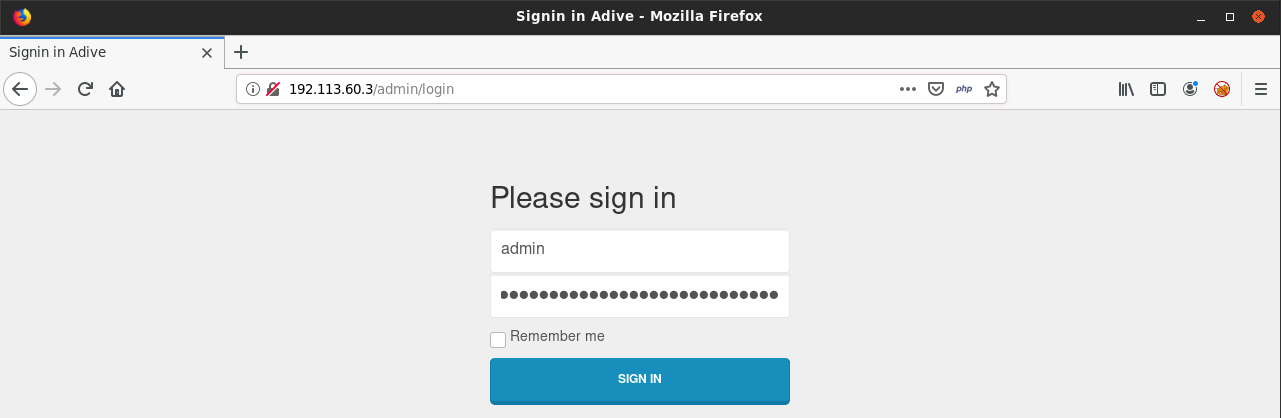 Signin in Adive - Mozilla Firefox
Signin in Adive
192.113.60.3/admin/login
php
Please sign in
admin
Remember me
SIGN IN